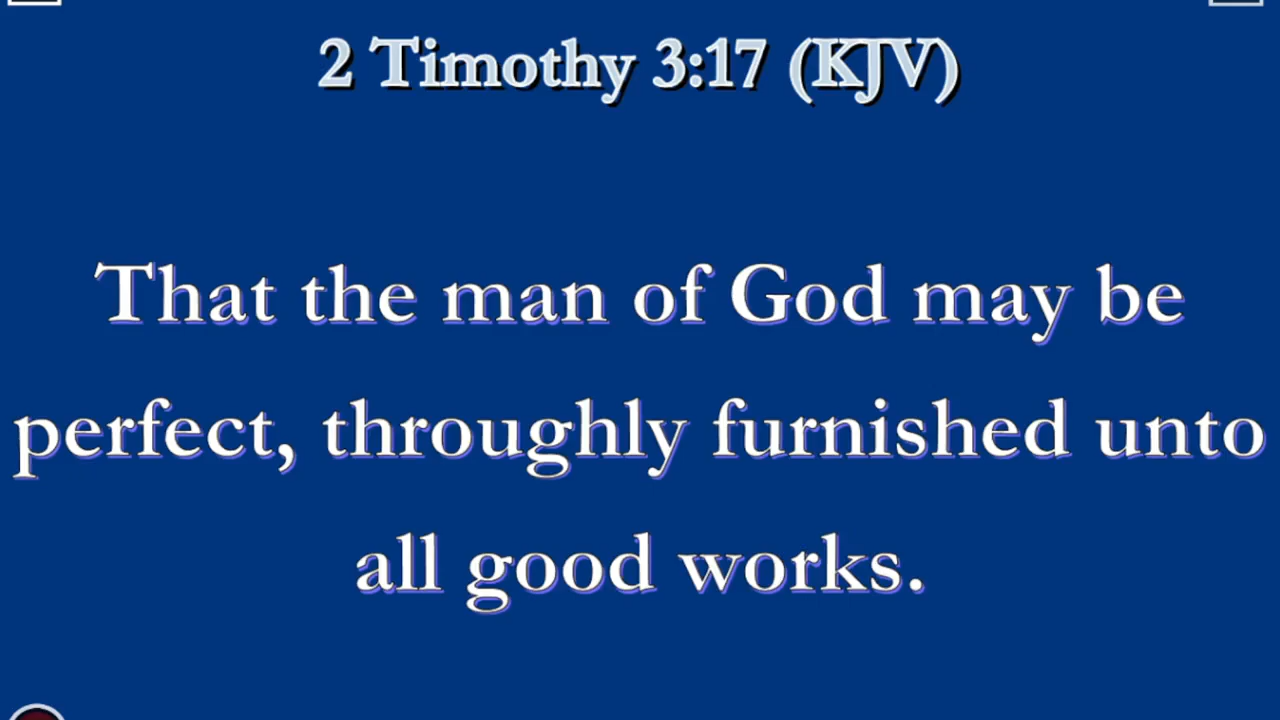 2 Timothy 3:17 (KJV)
That the man of God may be
perfect, throughly furnished unto
all good works.